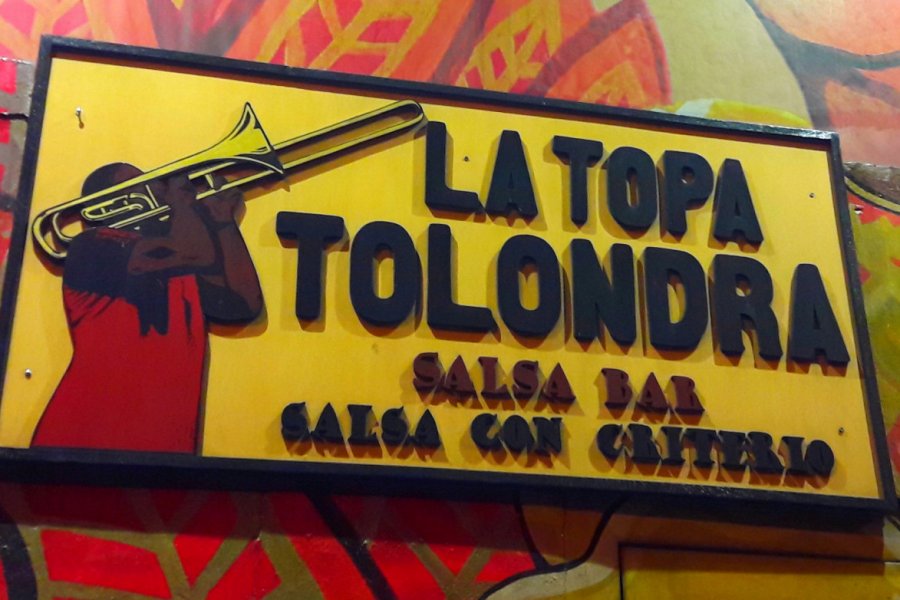 LA TOPA
TOLONDRA
SALSA BAR
SALSA CON CRITERIO